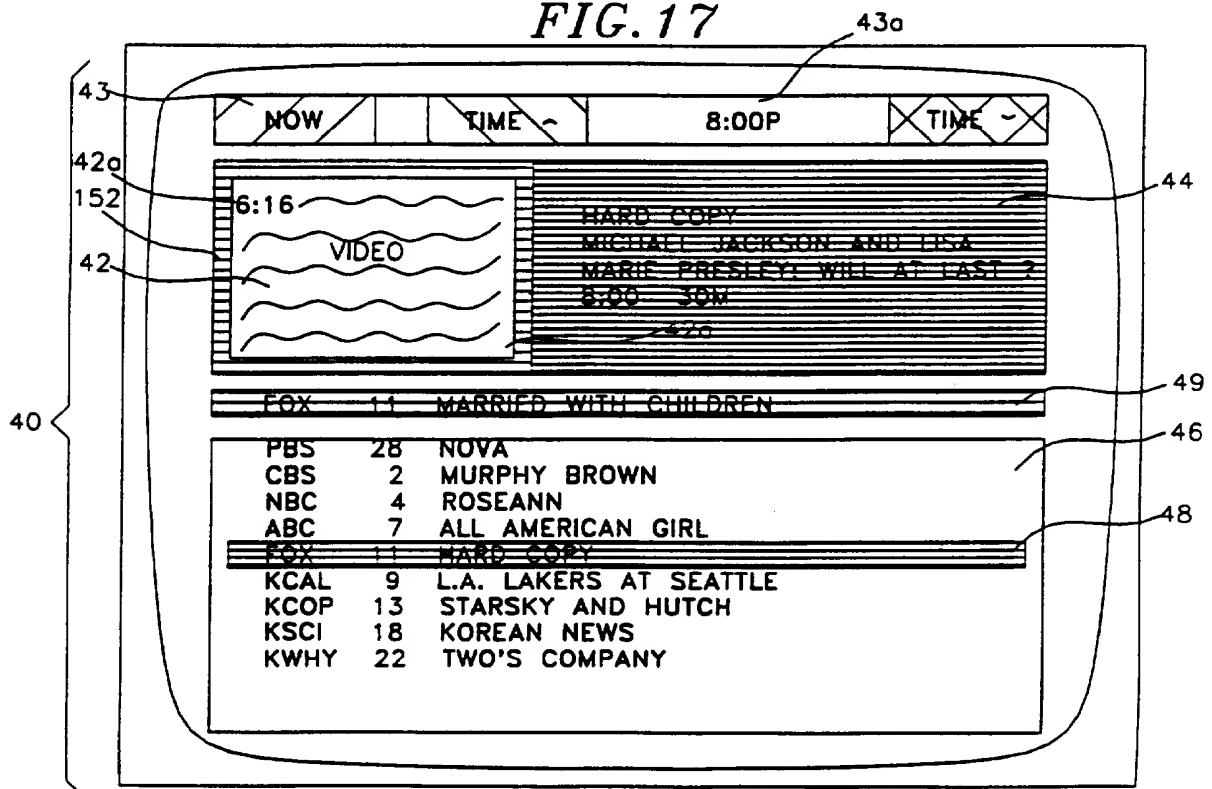 FIG. 17
43a
43
NOW TIME ~ 8:00P TIME ~
42a
152
42
6:16
VIDEO
44
HARD COPY
MICHAEL JACKSON AND LISA
MARIE PRESLEY: WILL AT LAST ?
8:00 30M
42a
49
FOX 11 MARRIED WITH CHILDREN
40
46
PBS 28 NOVA
CBS 2 MURPHY BROWN
NBC 4 ROSEANN
ABC 7 ALL AMERICAN GIRL
48
FOX 11 HARD COPY
KCAL 9 L.A. LAKERS AT SEATTLE
KCOP 13 STARSKY AND HUTCH
KSCI 18 KOREAN NEWS
KWHY 22 TWO'S COMPANY